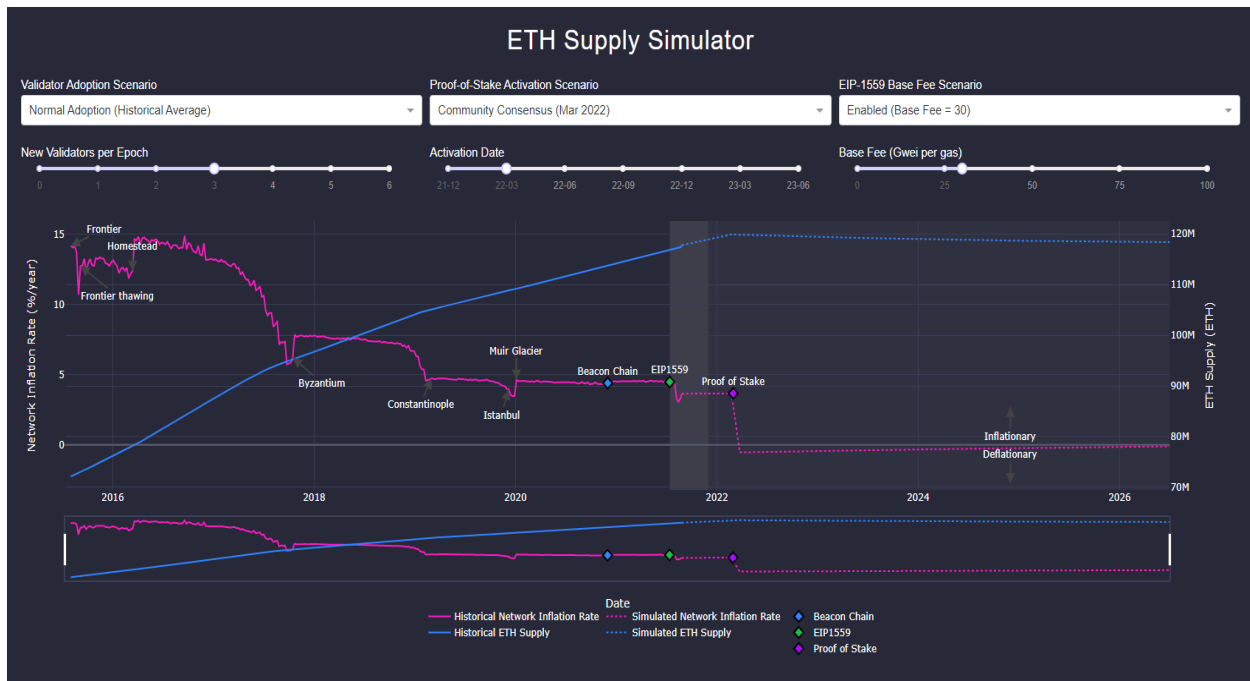 ETH Supply Simulator
Validator Adoption Scenario
Proof-of-Stake Activation Scenario
EIP-1559 Base Fee Scenario
Normal Adoption (Historical Average)
Community Consensus (Mar 2022)
Enabled (Base Fee = 30)
New Validators per Epoch
Activation Date
Base Fee (Gwei per gas)
0 1 2 3 4 5 6
21-12 22-03 22-06 22-09 22-12 23-03 23-06
0 25 50 75 100
Network Inflation Rate (%/year)
15
10
5
0
Frontier
Homestead
Frontier thawing
Byzantium
Constantinople
Istanbul
Muir Glacier
Beacon Chain
EIP1559
Proof of Stake
Inflationary
Deflationary
120M
110M
100M
90M
80M
70M
ETH Supply (ETH)
2016 2018 2020 2022 2024 2026
Date
Historical Network Inflation Rate
Simulated Network Inflation Rate
Beacon Chain
Historical ETH Supply
Simulated ETH Supply
EIP1559
Proof of Stake